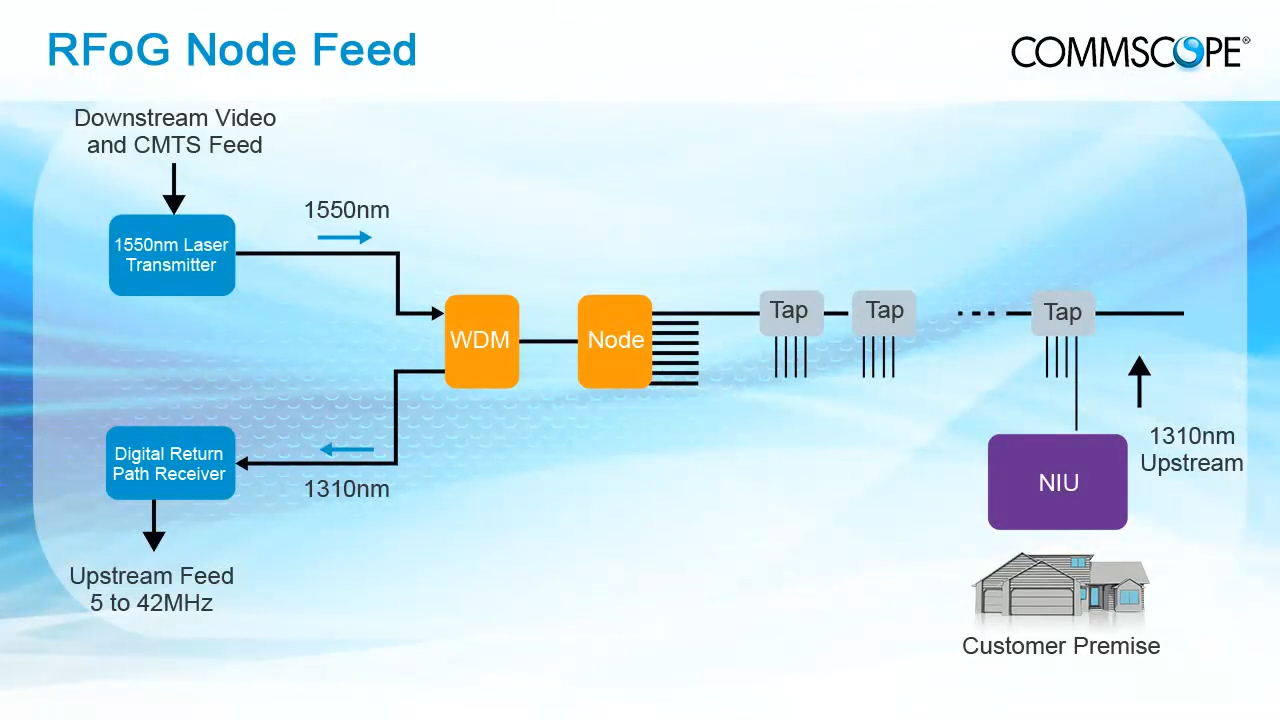 RFoG Node Feed
COMMSCOPE®
Downstream Video
and CMTS Feed
1550nm
1550nm Laser
Transmitter
WDM
Node
Tap
Tap
Tap
Digital Return
Path Receiver
1310nm
1310nm
Upstream
NIU
Upstream Feed
5 to 42MHz
Customer Premise